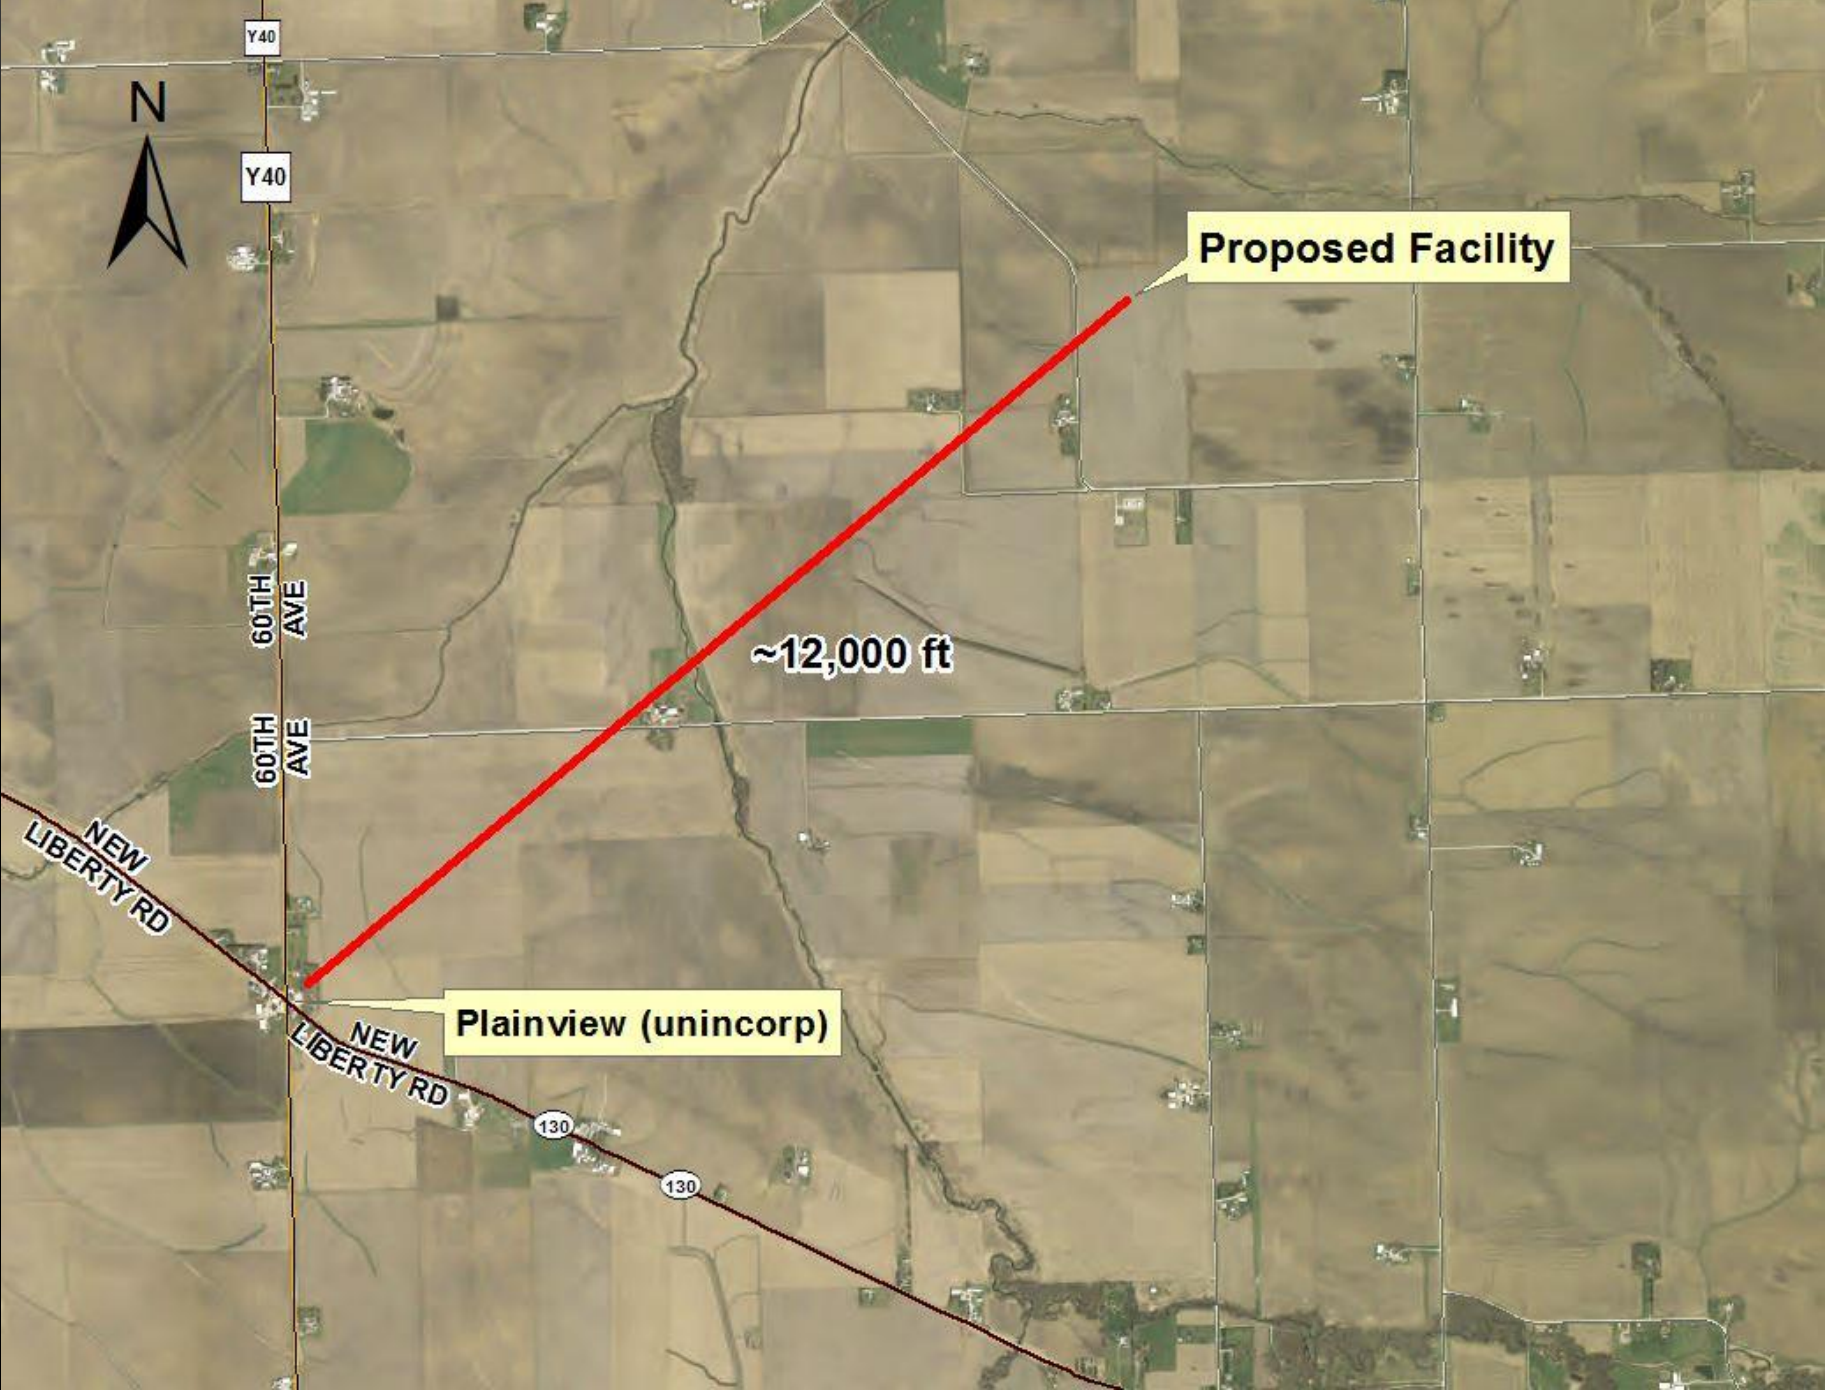 Y40
N
Y40
Proposed Facility
60TH
AVE
~12,000 ft
60TH
AVE
NEW
LIBERTY RD
Plainview (unincorp)
NEW
LIBERTY RD
130
130